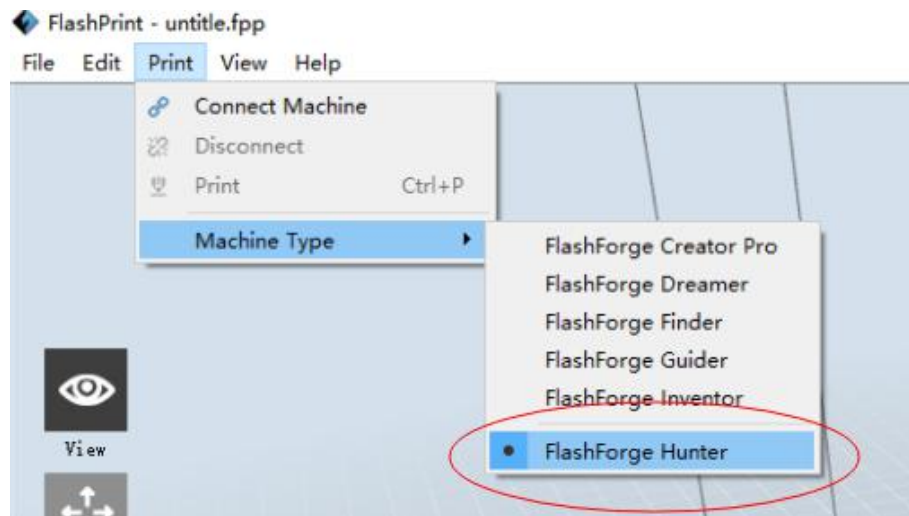 FlashPrint - untitle.fpp
File Edit Print View Help
Connect Machine
Disconnect
Print Ctrl+P
Machine Type
FlashForge Creator Pro
FlashForge Dreamer
FlashForge Finder
FlashForge Guider
FlashForge Inventor
FlashForge Hunter
View